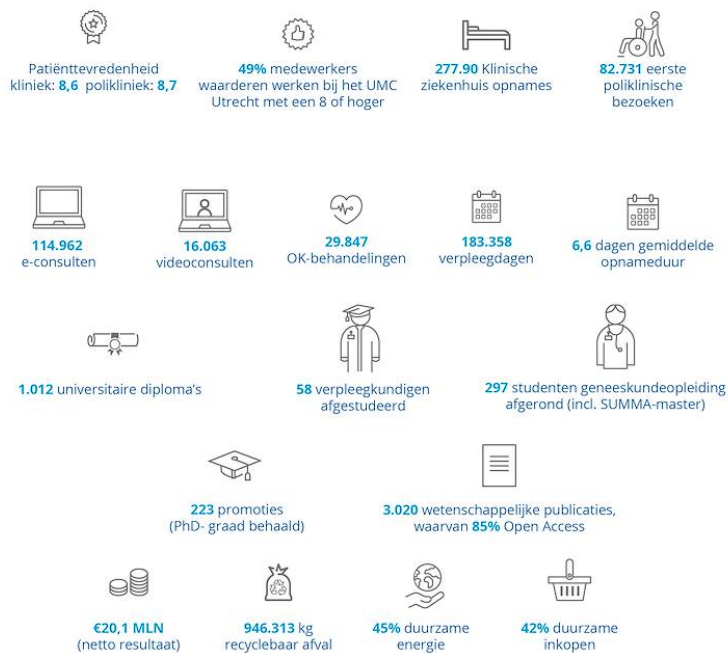 Patiënttevredenheid
kliniek: 8,6 polikliniek: 8,7
49% medewerkers
waarderen werken bij het UMC
Utrecht met een 8 of hoger
277.90 Klinische
ziekenhuis opnames
82.731 eerste
poliklinische
bezoeken
114.962
e-consulten
16.063
videoconsulten
29.847
OK-behandelingen
183.358
verpleegdagen
6,6 dagen gemiddelde
opnameduur
1.012 universitaire diploma's
58 verpleegkundigen
afgestudeerd
297 studenten geneeskundeopleiding
afgerond (incl. SUMMA-master)
223 promoties
(PhD- graad behaald)
3.020 wetenschappelijke publicaties,
waarvan 85% Open Access
€20,1 MLN
(netto resultaat)
946.313 kg
recyclebaar afval
45% duurzame
energie
42% duurzame
inkopen